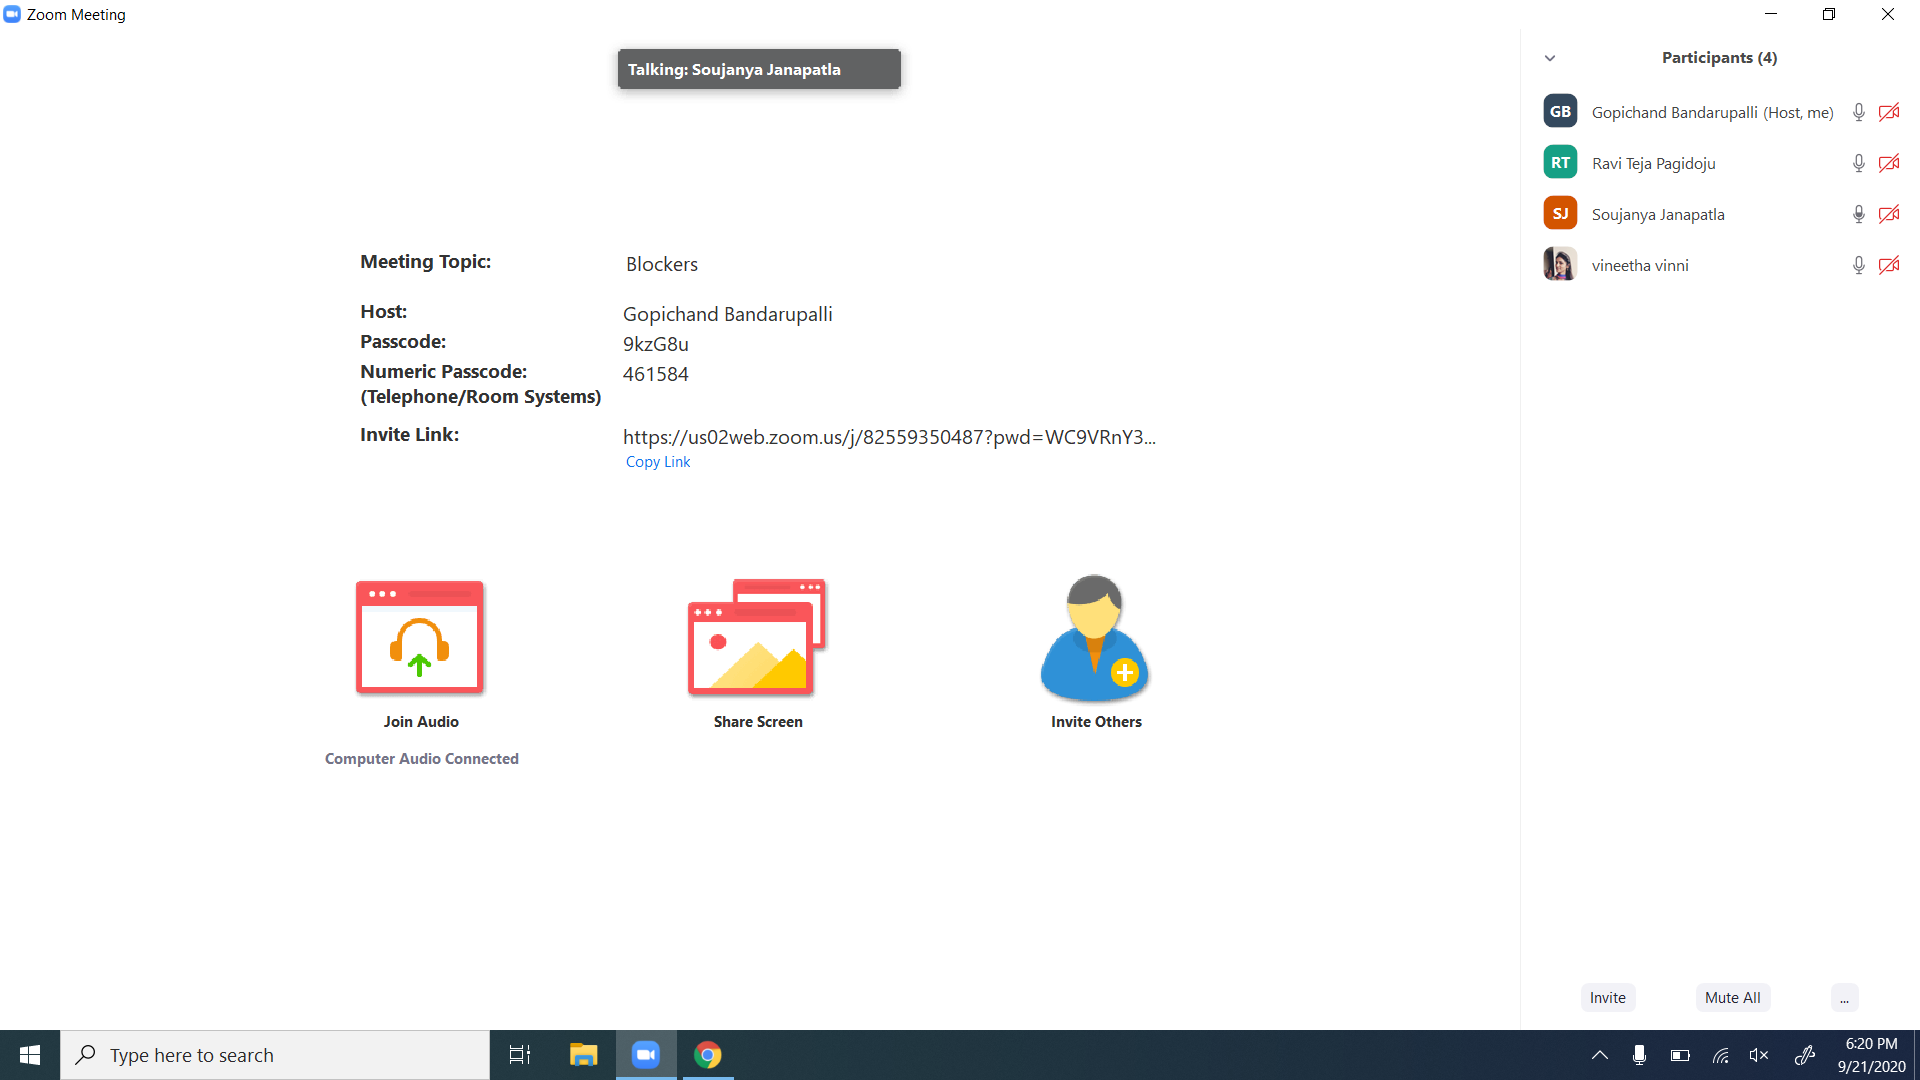 Zoom Meeting
Talking: Soujanya Janapatla
Participants (4)
GB Gopichand Bandarupalli (Host, me)
RT Ravi Teja Pagidoju
SJ Soujanya Janapatla
vineetha vinni
Meeting Topic: Blockers
Host: Gopichand Bandarupalli
Passcode: 9kzG8u
Numeric Passcode: 461584
(Telephone/Room Systems)
Invite Link: https://us02web.zoom.us/j/82559350487?pwd=WC9VRnY3...
Copy Link
Join Audio
Share Screen
Invite Others
Computer Audio Connected
Invite
Mute All
...
Type here to search
6:20 PM
9/21/2020